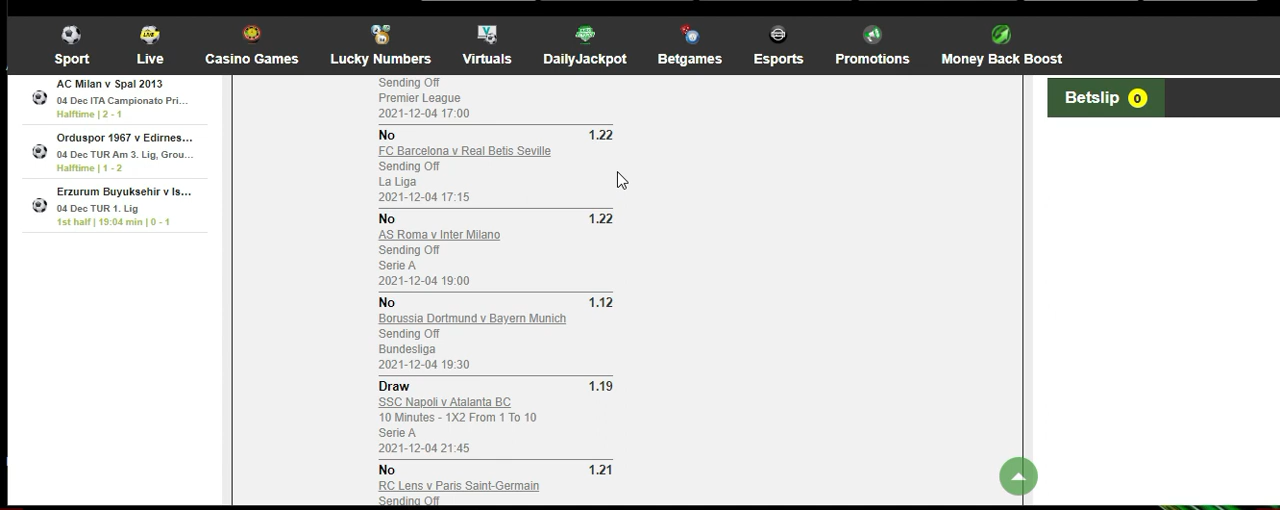 Sport Live Casino Games Lucky Numbers Virtuals DailyJackpot Betgames Esports Promotions Money Back Boost
AC Milan v Spal 2013
04 Dec ITA Campionato Pri...
Halftime | 2 - 1
Orduspor 1967 v Edirnes...
04 Dec TUR Am 3. Lig, Grou...
Halftime | 1 - 2
Erzurum Buyuksehir v Is...
04 Dec TUR 1. Lig
1st half | 19:04 min | 0 - 1
Sending Off
Premier League
2021-12-04 17:00
No 1.22
FC Barcelona v Real Betis Seville
Sending Off
La Liga
2021-12-04 17:15
No 1.22
AS Roma v Inter Milano
Sending Off
Serie A
2021-12-04 19:00
No 1.12
Borussia Dortmund v Bayern Munich
Sending Off
Bundesliga
2021-12-04 19:30
Draw 1.19
SSC Napoli v Atalanta BC
10 Minutes - 1X2 From 1 To 10
Serie A
2021-12-04 21:45
No 1.21
RC Lens v Paris Saint-Germain
Sending Off
Betslip 0